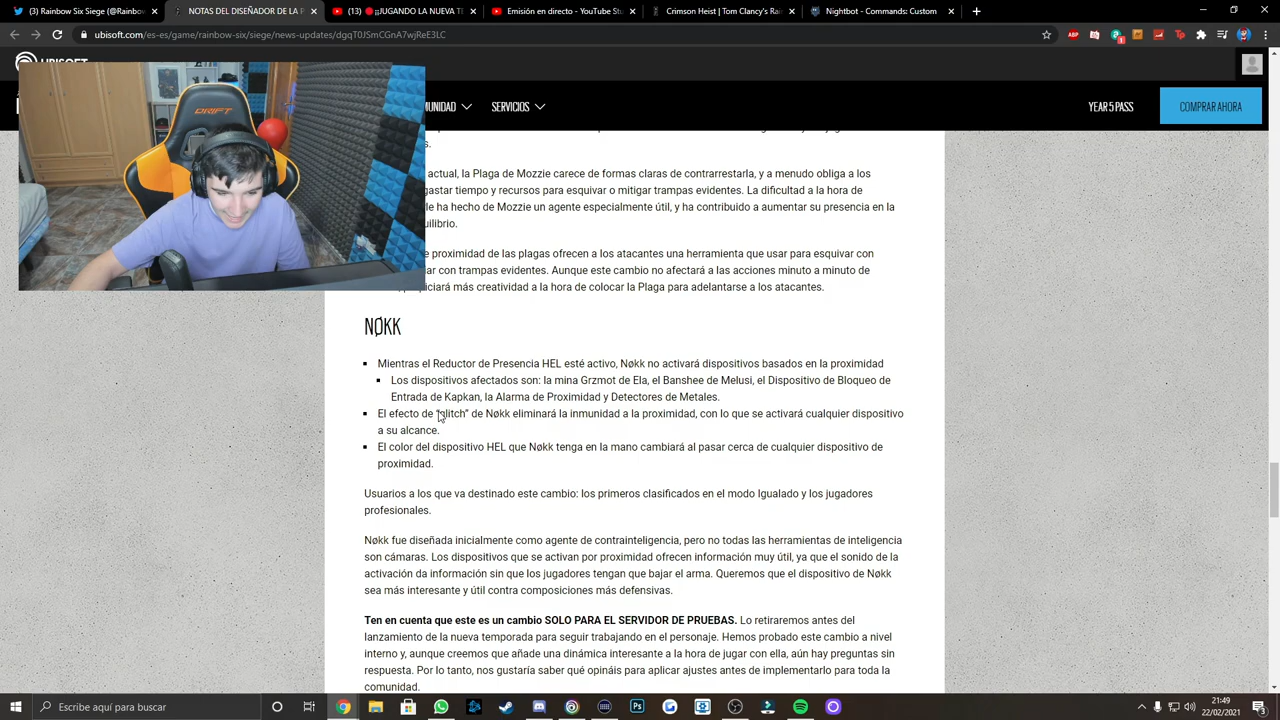 (3) Rainbow Six Siege (@Rainbow
NOTAS DEL DISEÑADOR DE LA P
(13) ¡JUGANDO LA NUEVA T
Emisión en directo - YouTube Stu
Crimson Heist | Tom Clancy's Rain
Nightbot - Commands: Custom
ubisoft.com/es-es/game/rainbow-six/siege/news-updates/dgqT0JSmCGnA7wjRaE3LC
UBISOFT
MUNIDAD SERVICIOS YEAR 5 PASS COMPRAR AHORA
s.
actual, la Plaga de Mozzie carece de formas claras de contrarrestarla, y a menudo obliga a los
gastar tiempo y recursos para esquivar o mitigar trampas evidentes. La dificultad a la hora de
le ha hecho de Mozzie un agente especialmente útil, y ha contribuido a aumentar su presencia en la
uilibrio.
e proximidad de las plagas ofrecen a los atacantes una herramienta que usar para esquivar con
ar con trampas evidentes. Aunque este cambio no afectará a las acciones minuto a minuto de
piciará más creatividad a la hora de colocar la Plaga para adelantarse a los atacantes.
NØKK
Mientras el Reductor de Presencia HEL esté activo, Nøkk no activará dispositivos basados en la proximidad
Los dispositivos afectados son: la mina Grzmot de Ela, el Banshee de Melusi, el Dispositivo de Bloqueo de
Entrada de Kapkan, la Alarma de Proximidad y Detectores de Metales.
El efecto de "glitch" de Nøkk eliminará la inmunidad a la proximidad, con lo que se activará cualquier dispositivo
a su alcance.
El color del dispositivo HEL que Nøkk tenga en la mano cambiará al pasar cerca de cualquier dispositivo de
proximidad.
Usuarios a los que va destinado este cambio: los primeros clasificados en el modo Igualado y los jugadores
profesionales.
Nøkk fue diseñada inicialmente como agente de contrainteligencia, pero no todas las herramientas de inteligencia
son cámaras. Los dispositivos que se activan por proximidad ofrecen información muy útil, ya que el sonido de la
activación da información sin que los jugadores tengan que bajar el arma. Queremos que el dispositivo de Nøkk
sea más interesante y útil contra composiciones más defensivas.
Ten en cuenta que este es un cambio SOLO PARA EL SERVIDOR DE PRUEBAS. Lo retiraremos antes del
lanzamiento de la nueva temporada para seguir trabajando en el personaje. Hemos probado este cambio a nivel
interno y, aunque creemos que añade una dinámica interesante a la hora de jugar con ella, aún hay preguntas sin
respuesta. Por lo tanto, nos gustaría saber qué opináis para aplicar ajustes antes de implementarlo para toda la
comunidad.
DRIFT
Escribe aquí para buscar
21:49
22/02/2021